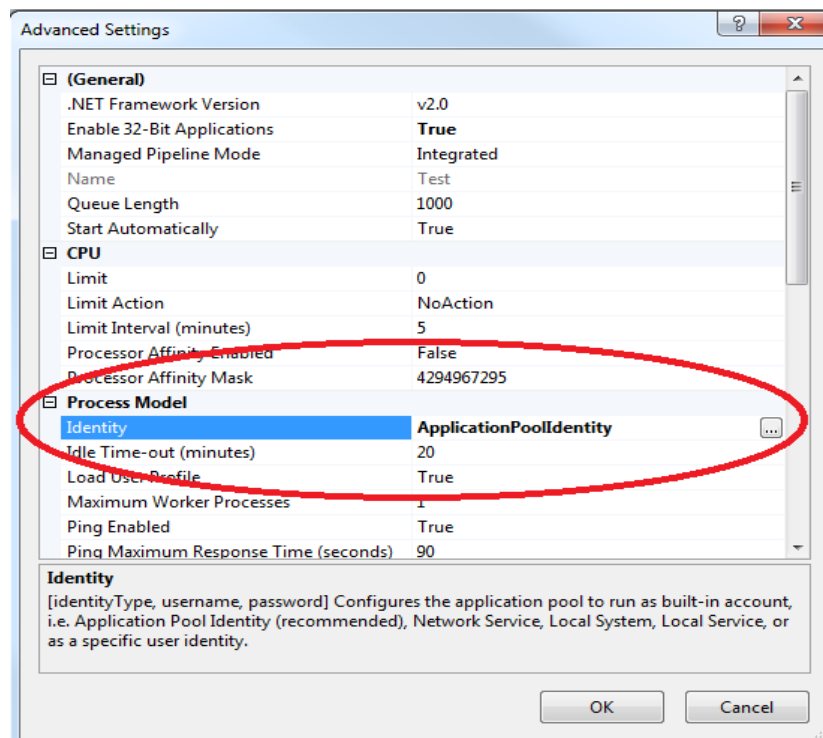 Advanced Settings
(General)
.NET Framework Version v2.0
Enable 32-Bit Applications True
Managed Pipeline Mode Integrated
Name Test
Queue Length 1000
Start Automatically True
CPU
Limit 0
Limit Action NoAction
Limit Interval (minutes) 5
Processor Affinity Enabled False
Processor Affinity Mask 4294967295
Process Model
Identity ApplicationPoolIdentity ...
Idle Time-out (minutes) 20
Load User Profile True
Maximum Worker Processes 1
Ping Enabled True
Ping Maximum Response Time (seconds) 90
Identity
[identityType, username, password] Configures the application pool to run as built-in account,
i.e. Application Pool Identity (recommended), Network Service, Local System, Local Service, or
as a specific user identity.
OK Cancel